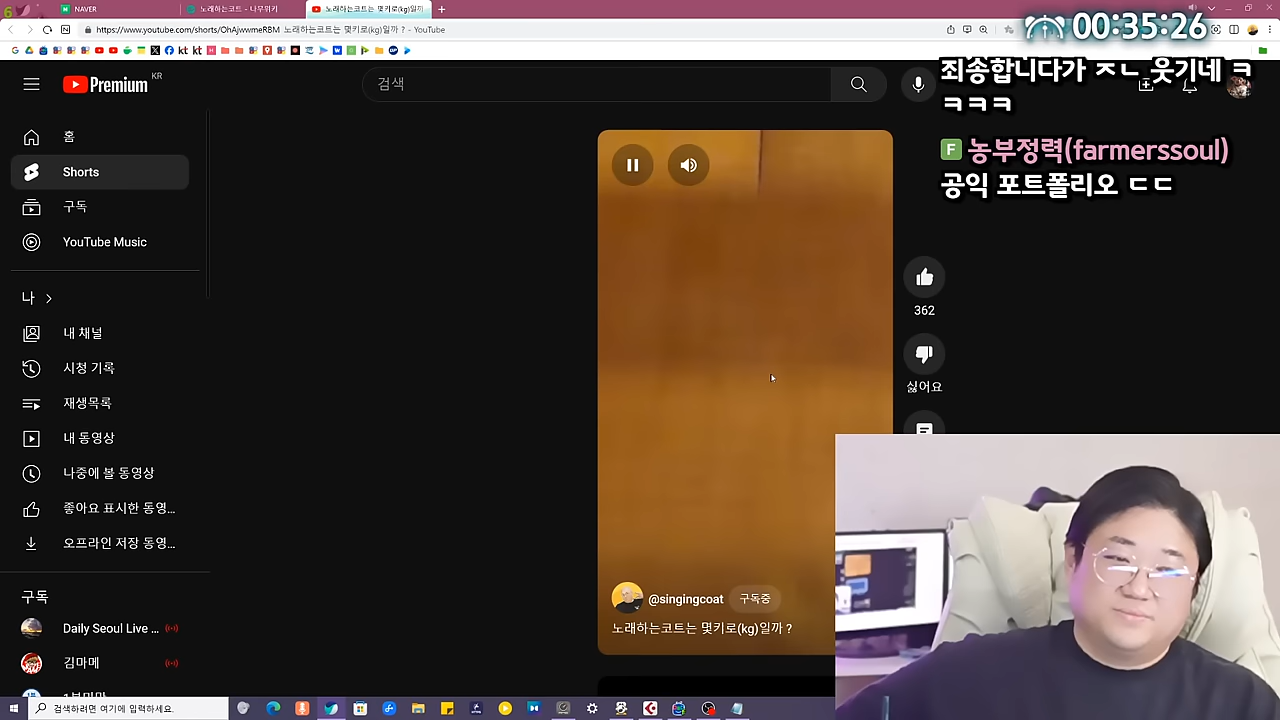 NAVER
노래하는코트 - 나무위키
노래하는코트는 몇키로(kg)일까
https://www.youtube.com/shorts/OhAjwwmeRBM 노래하는코트는 몇키로(kg)일까 ? - YouTube
00:35:26
kt kt
Premium KR
검색
죄송합니다가 ㅈㄴ 웃기네 ㅋ
ㅋㅋㅋ
F 농부정력(farmerssoul)
공익 포트폴리오 ㄷㄷ
홈
Shorts
구독
YouTube Music
나
내 채널
시청 기록
재생목록
내 동영상
나중에 볼 동영상
좋아요 표시한 동영...
오프라인 저장 동영...
구독
Daily Seoul Live ...
김마메
362
싫어요
@singingcoat 구독중
노래하는코트는 몇키로(kg)일까 ?
검색하려면 여기에 입력하세요.